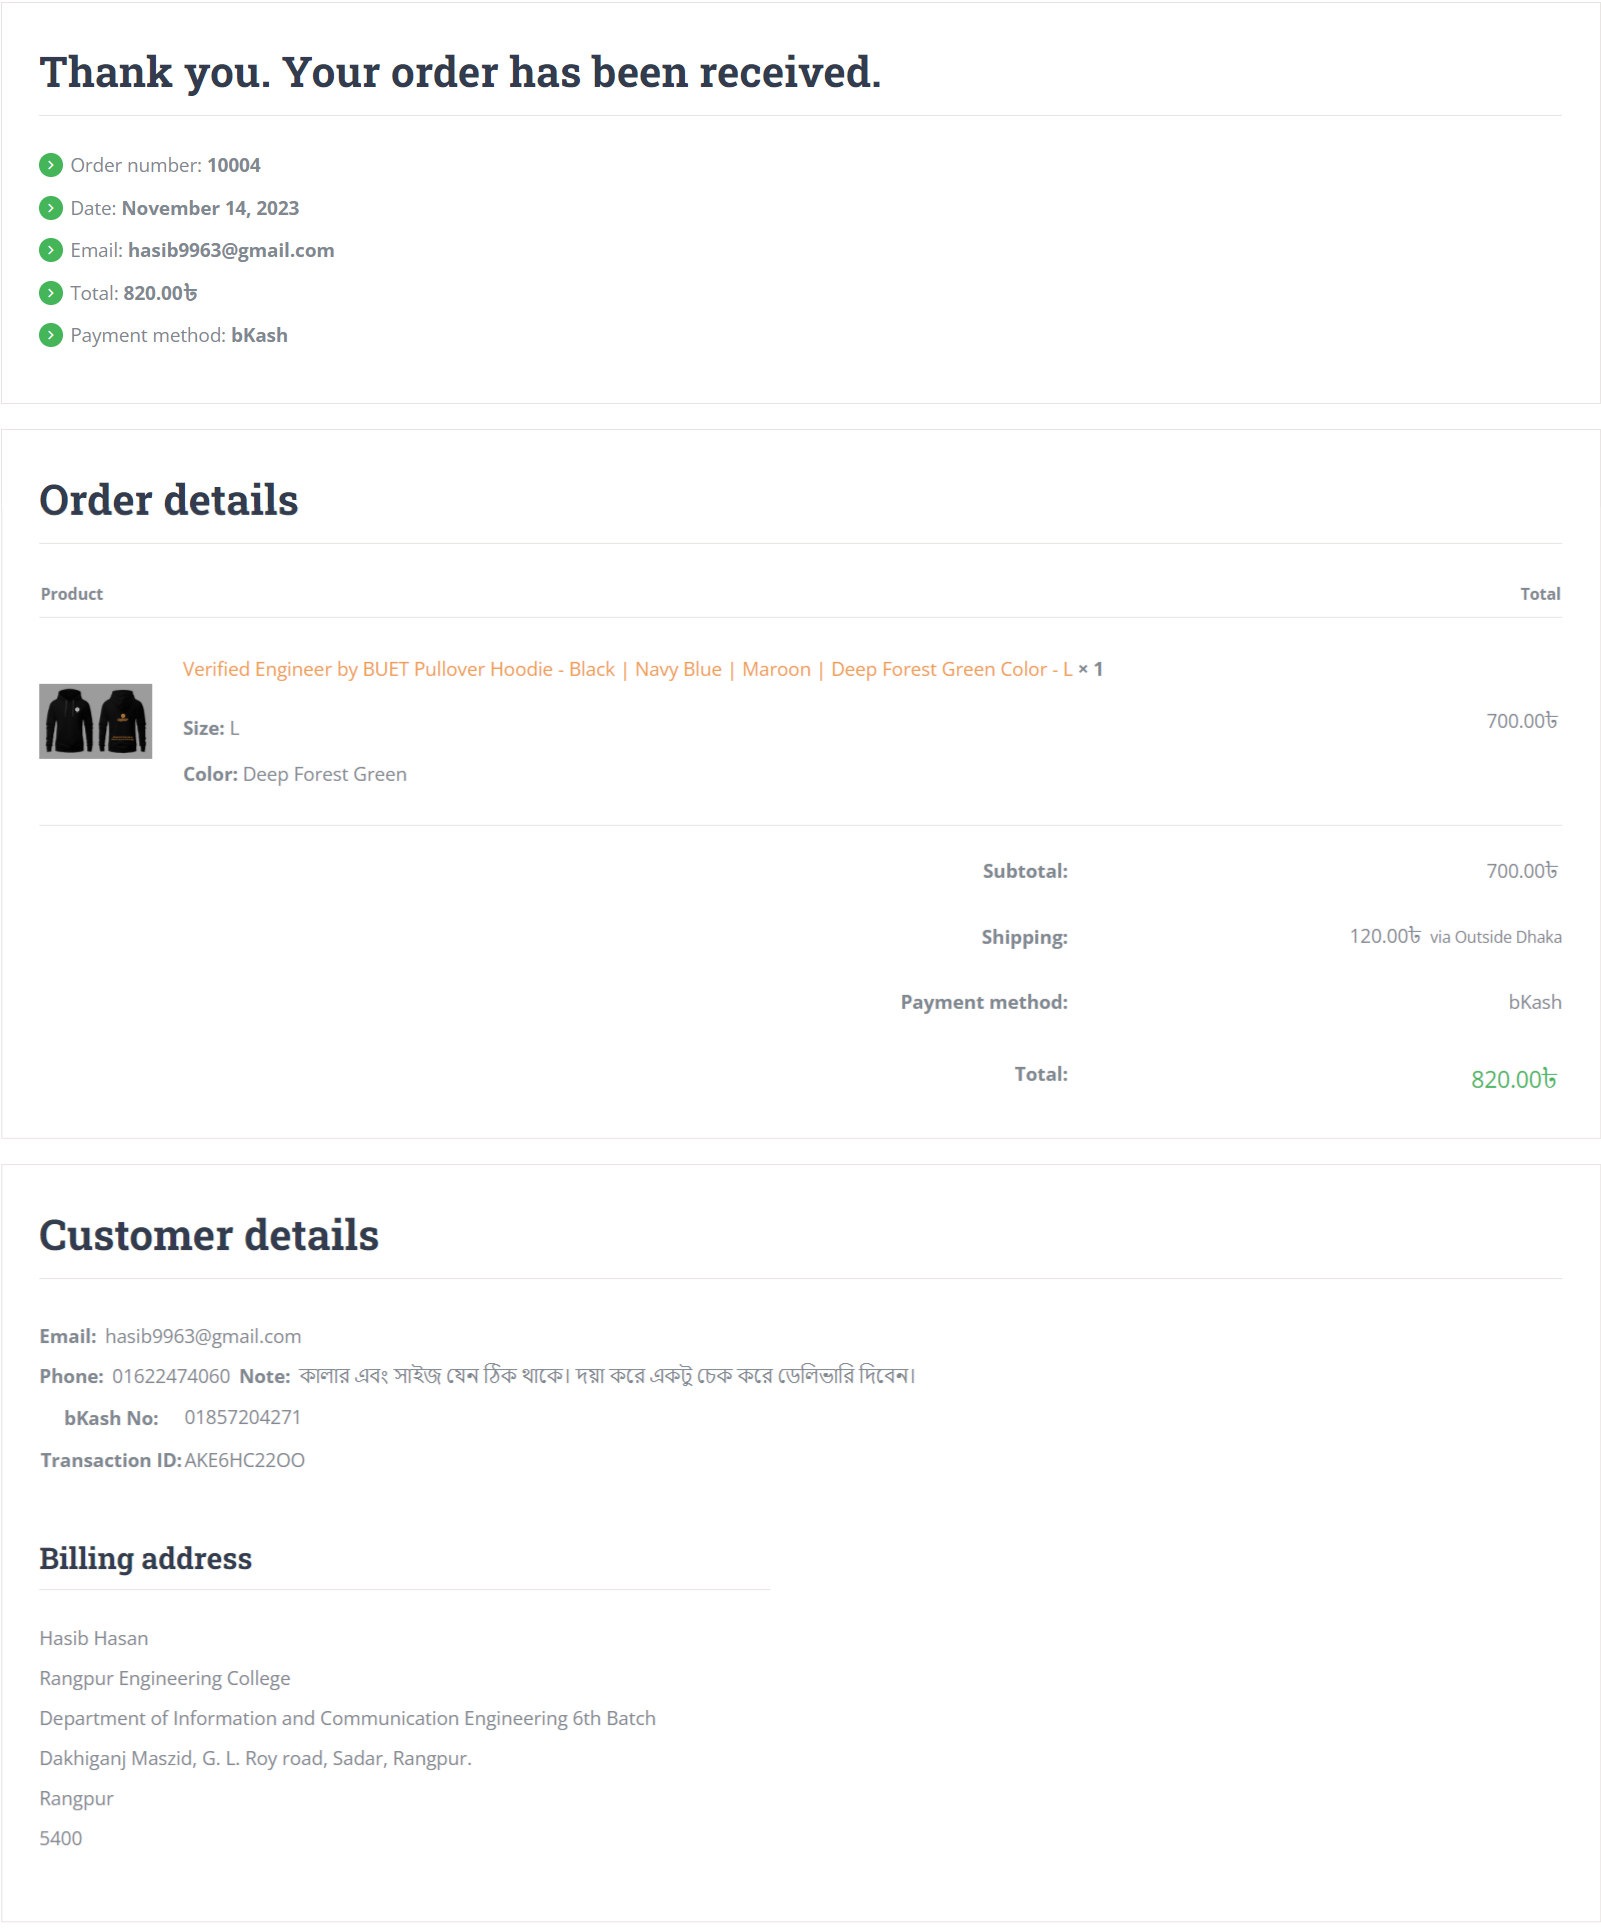 Thank you. Your order has been received.
Order number: 10004
Date: November 14, 2023
Email: hasib9963@gmail.com
Total: 820.00৳
Payment method: bKash
Order details
Product Total
Verified Engineer by BUET Pullover Hoodie - Black | Navy Blue | Maroon | Deep Forest Green Color - L × 1
Size: L
700.00৳
Color: Deep Forest Green
Subtotal: 700.00৳
Shipping: 120.00৳ via Outside Dhaka
Payment method: bKash
Total: 820.00৳
Customer details
Email: hasib9963@gmail.com
Phone: 01622474060 Note: কালার এবং সাইজ যেন ঠিক থাকে। দয়া করে একটু চেক করে ডেলিভারি দিবেন।
bKash No: 01857204271
Transaction ID: AKE6HC22OO
Billing address
Hasib Hasan
Rangpur Engineering College
Department of Information and Communication Engineering 6th Batch
Dakhiganj Maszid, G. L. Roy road, Sadar, Rangpur.
Rangpur
5400